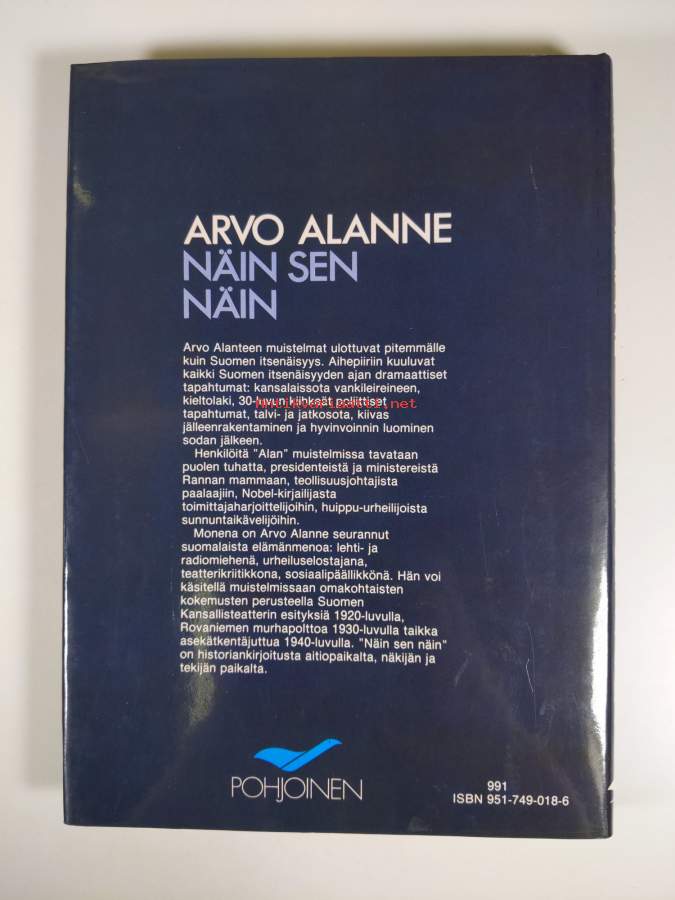 ARVO ALANNE
NÄIN SEN
NÄIN
Arvo Alanteen muistelmat ulottuvat pitemmälle
kuin Suomen itsenäisyys. Aihepiiriin kuuluvat
kaikki Suomen itsenäisyyden ajan dramaattiset
tapahtumat: kansalaissota vankileireineen,
kieltolaki, 30-luvun kiihkeät poliittiset
Antikvariaatti.net
tapahtumat, talvi- ja jatkosota, kiivas
jälleenrakentaminen ja hyvinvoinnin luominen
sodan jälkeen.
Henkilöitä "Alan" muistelmissa tavataan
puolen tuhatta, presidenteistä ja ministereistä
Rannan mammaan, teollisuusjohtajista
paalaajiin, Nobel-kirjailijasta
toimittajaharjoittelijoihin, huippu-urheilijoista
sunnuntaikävelijöihin.
Monena on Arvo Alanne seurannut
suomalaista elämänmenoa: lehti- ja
radiomiehenä, urheiluselostajana,
teatterikriitikkona, sosiaalipäällikkönä. Hän voi
käsitellä muistelmissaan omakohtaisten
kokemusten perusteella Suomen
Kansallisteatterin esityksiä 1920-luvulla,
Rovaniemen murhapolttoa 1930-luvulla taikka
asekätkentäjuttua 1940-luvulla. "Näin sen näin"
on historiankirjoitusta aitiopaikalta, näkijän ja
tekijän paikalta.
POHJOINEN
991
ISBN 951-749-018-6